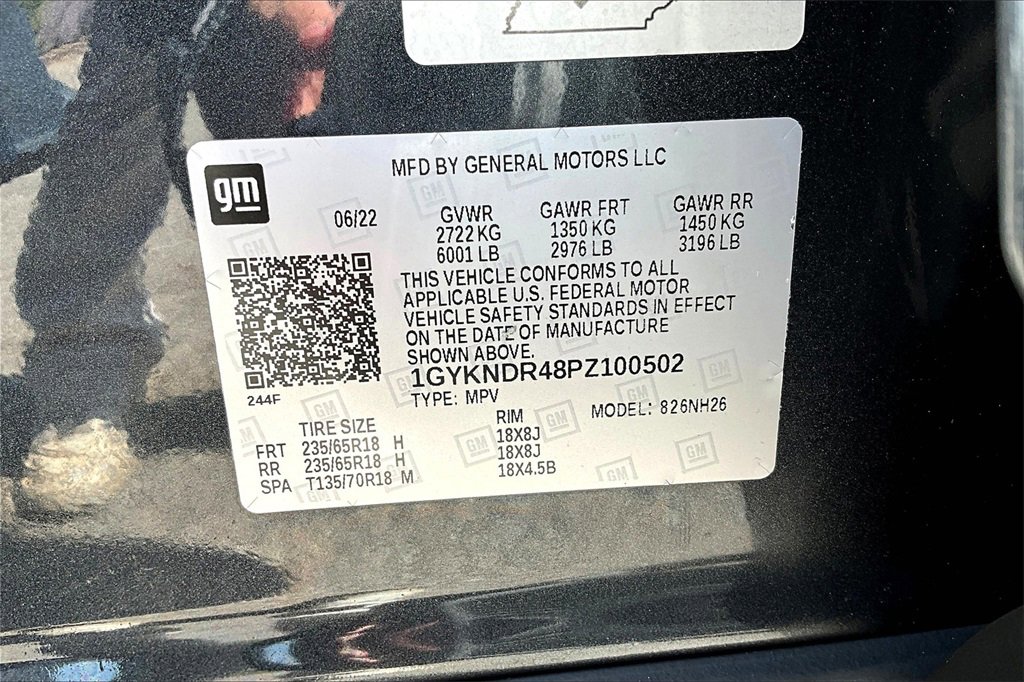 gm
MFD BY GENERAL MOTORS LLC
06/22
GVWR GAWR FRT GAWR RR
2722 KG 1350 KG 1450 KG
6001 LB 2976 LB 3196 LB
THIS VEHICLE CONFORMS TO ALL
APPLICABLE U.S. FEDERAL MOTOR
VEHICLE SAFETY STANDARDS IN EFFECT
ON THE DATE OF MANUFACTURE
SHOWN ABOVE.
1GYKNDR48PZ100502
244F
TYPE: MPV MODEL: 826NH26
TIRE SIZE RIM
FRT 235/65R18 H 18X8J
RR 235/65R18 H 18X8J
SPA T135/70R18 M 18X4.5B